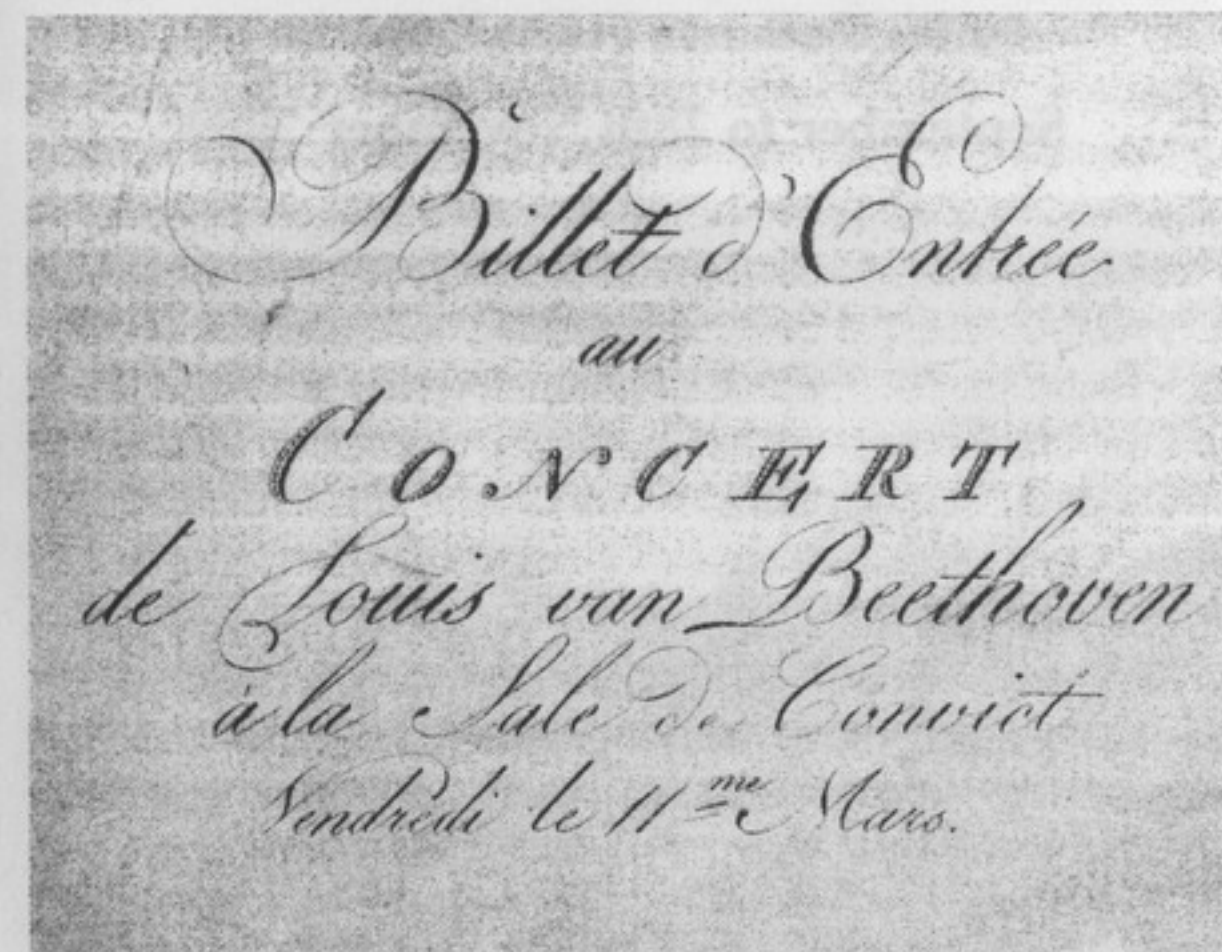 Billet d'Entrée
au
CONCERT
de Louis van Beethoven
à la Sale de Convict
Vendredi le 11me Mars.